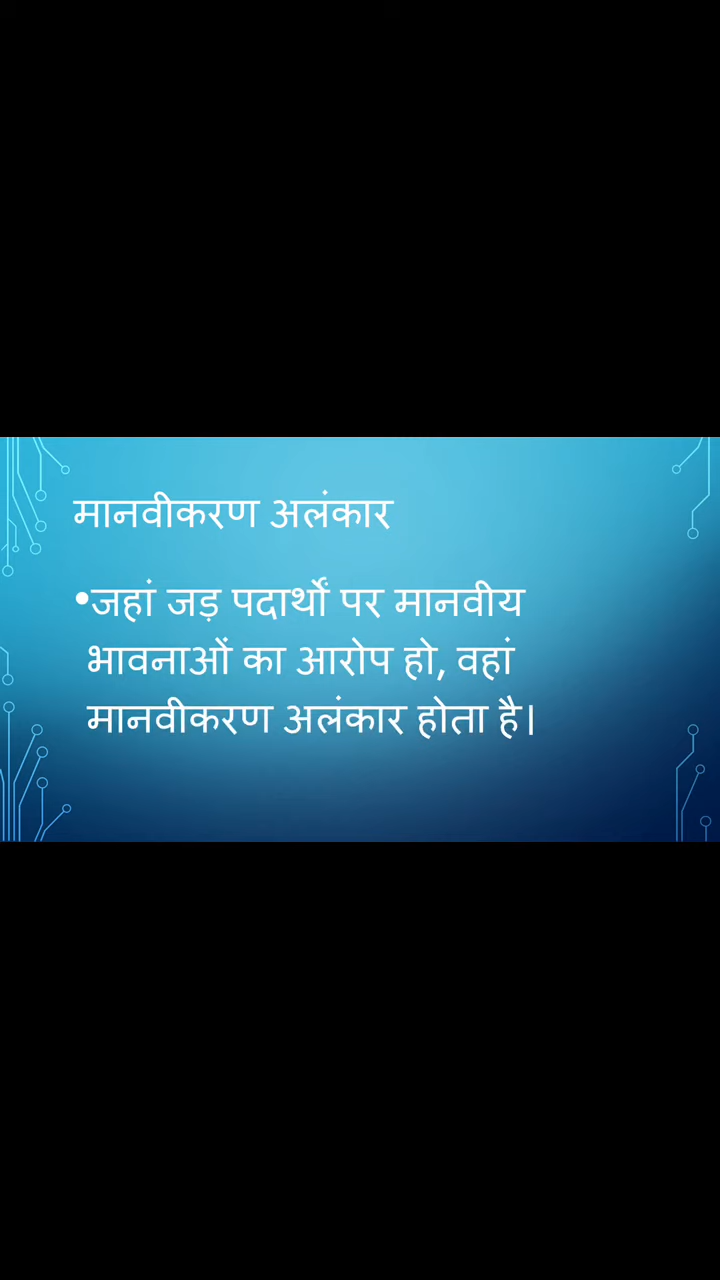 मानवीकरण अलंकार
•जहां जड़ पदार्थों पर मानवीय
भावनाओं का आरोप हो, वहां
मानवीकरण अलंकार होता है।